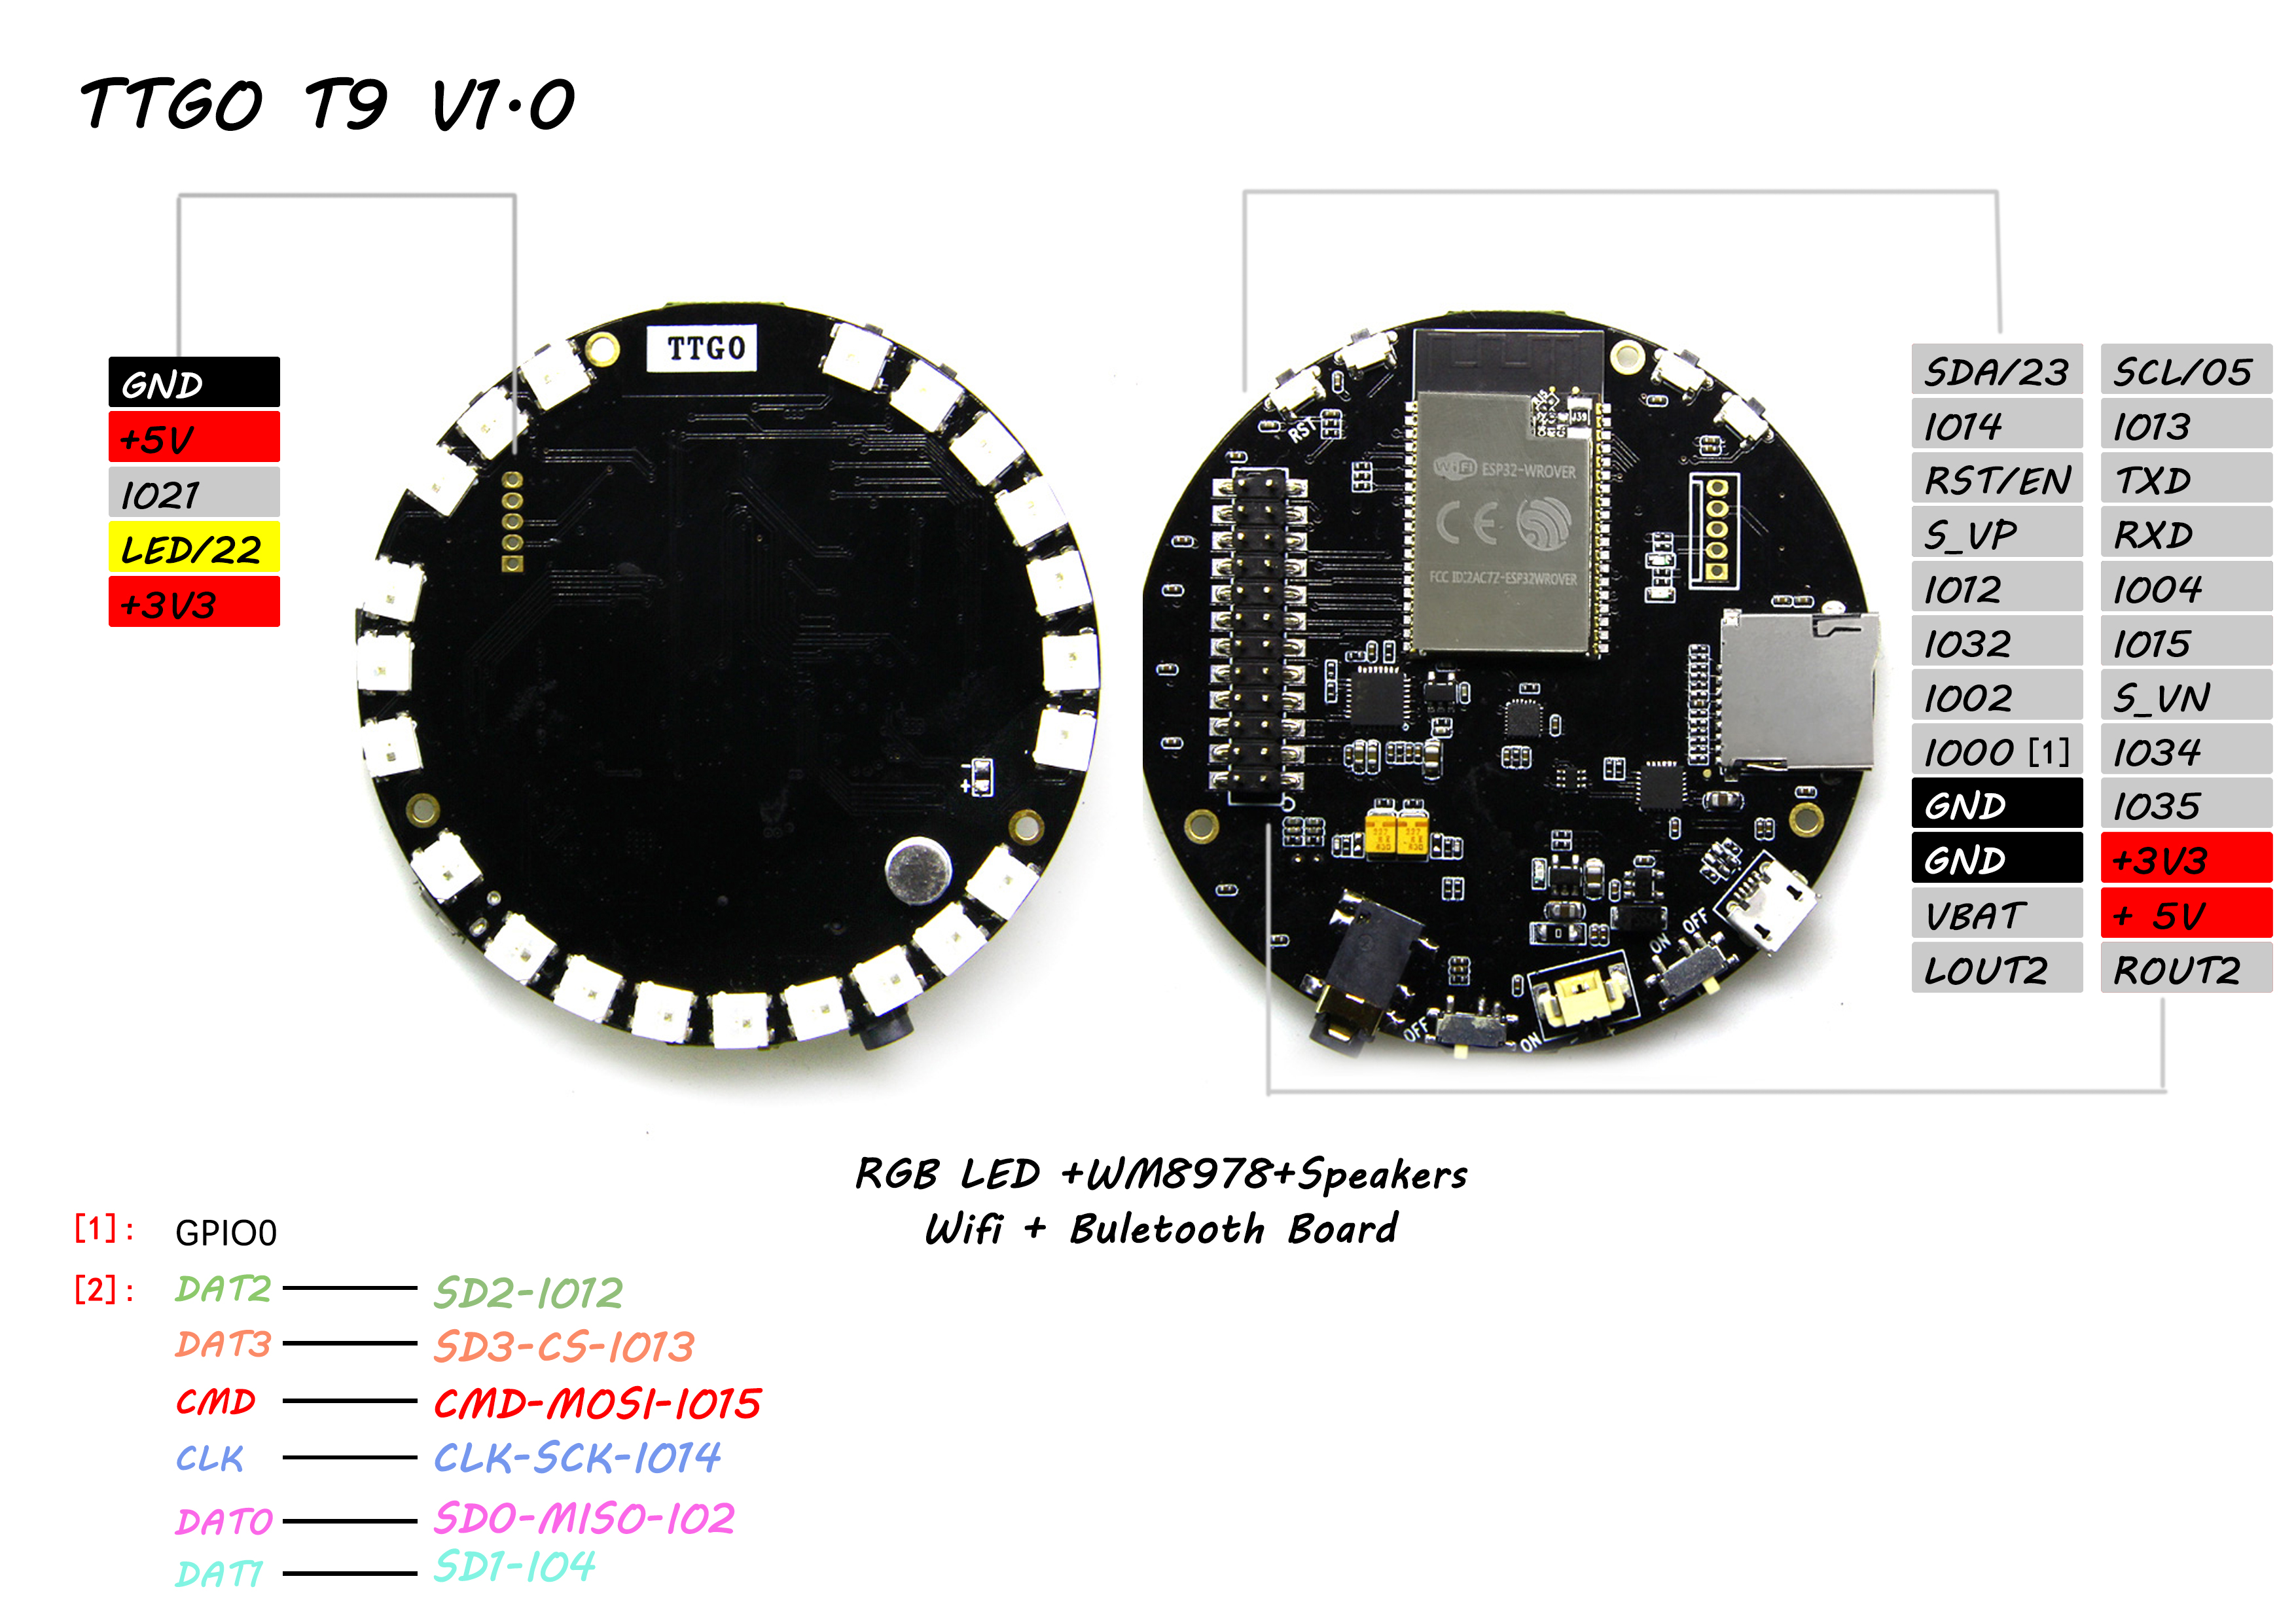 TTGO T9 V1.0
GND
+5V
IO21
LED/22
+3V3
TTGO
RST
WiFi ESP32-WROVER
CE
FCC ID:2AC7Z-ESP32WROVER
OFF
ON
ON
OFF
SDA/23 SCL/05
IO14 IO13
RST/EN TXD
S_VP RXD
IO12 IO04
IO32 IO15
IO02 S_VN
IO00 [1] IO34
GND IO35
GND +3V3
VBAT + 5V
LOUT2 ROUT2
RGB LED +WM8978+Speakers
Wifi + Buletooth Board
[1]: GPIO0
[2]: DAT2 SD2-IO12
DAT3 SD3-CS-IO13
CMD CMD-MOSI-IO15
CLK CLK-SCK-IO14
DAT0 SD0-MISO-IO2
DAT1 SD1-IO4